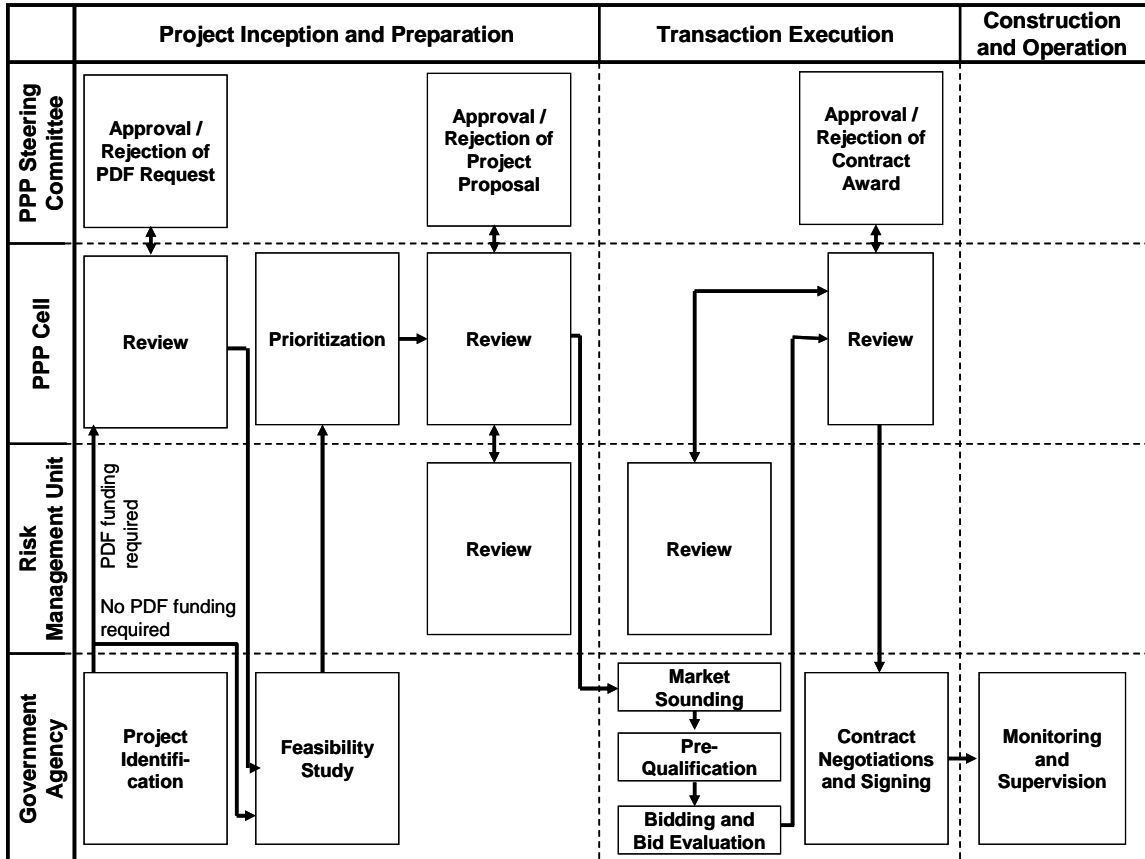 Project Inception and Preparation
Transaction Execution
Construction
and Operation
PPP Steering
Committee
Approval /
Rejection of
PDF Request
Approval /
Rejection of
Project
Proposal
Approval /
Rejection of
Contract
Award
PPP Cell
Review
Prioritization
Review
Review
Risk
Management Unit
PDF funding
required
No PDF funding
required
Review
Review
Government
Agency
Project
Identifi-
cation
Feasibility
Study
Market
Sounding
Pre-
Qualification
Bidding and
Bid Evaluation
Contract
Negotiations
and Signing
Monitoring
and
Supervision